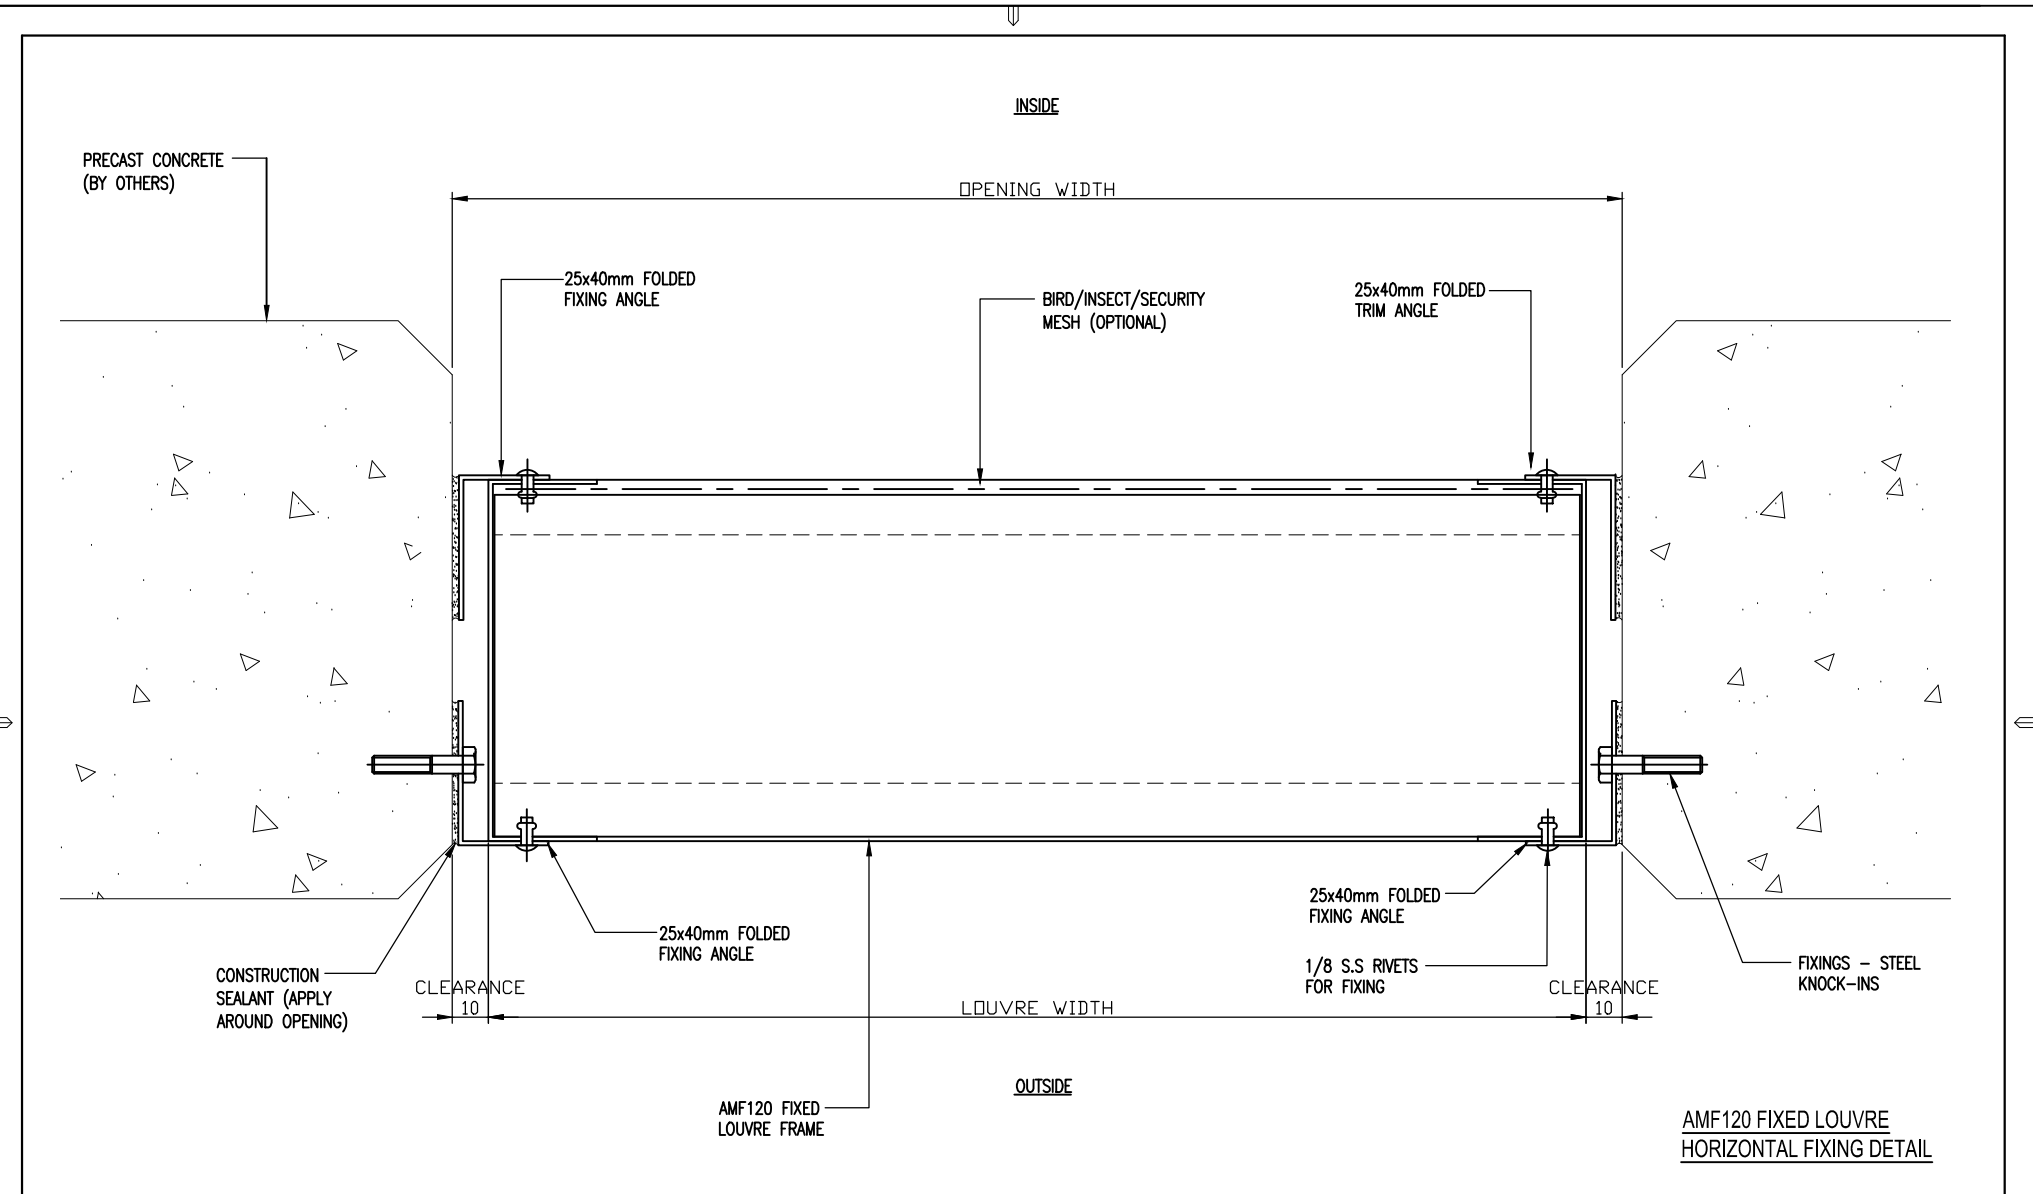 INSIDE
PRECAST CONCRETE
(BY OTHERS)
OPENING WIDTH
25x40mm FOLDED
FIXING ANGLE
BIRD/INSECT/SECURITY
MESH (OPTIONAL)
25x40mm FOLDED
TRIM ANGLE
25x40mm FOLDED
FIXING ANGLE
25x40mm FOLDED
FIXING ANGLE
1/8 S.S RIVETS
FOR FIXING
FIXINGS – STEEL
KNOCK–INS
CONSTRUCTION
SEALANT (APPLY
AROUND OPENING)
CLEARANCE
10
LOUVRE WIDTH
CLEARANCE
10
OUTSIDE
AMF120 FIXED
LOUVRE FRAME
AMF120 FIXED LOUVRE
HORIZONTAL FIXING DETAIL